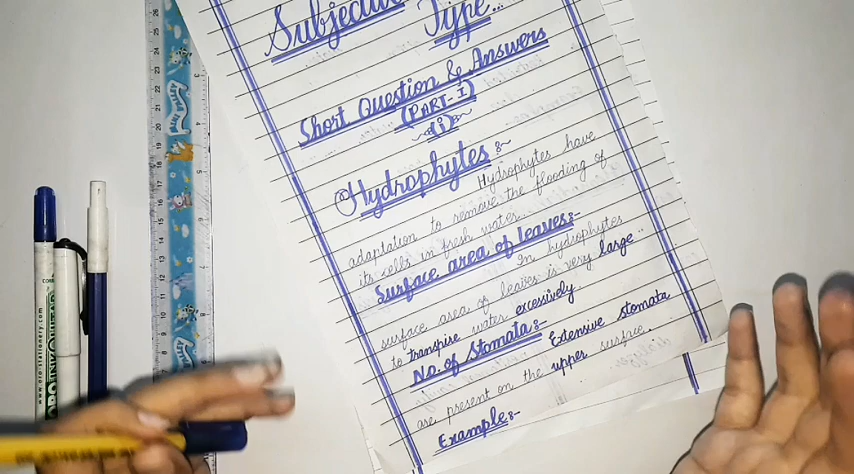 Subjective Type...
Short Question & Answers
(PART-I)
(i)
Hydrophytes:-
Hydrophytes have
adaptation to remove the flooding of
its cells in fresh water.
Surface area of leaves:-
In hydrophytes
surface area of leaves is very large..
to transpise water excessively.
No. of Stomata:-
Extensive stomata
are present on the upper surface.
Example:-